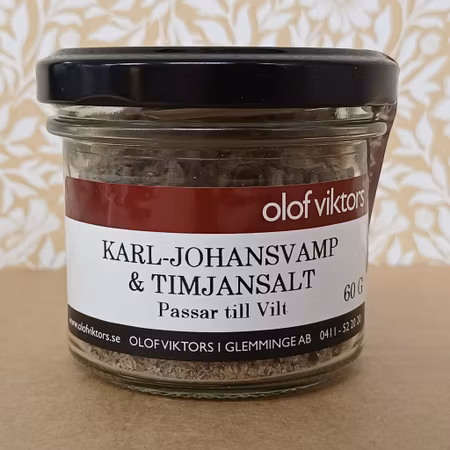 olof viktors
KARL-JOHANSVAMP
& TIMJANSALT
Passar till Vilt
60 G
www.olofviktors.se OLOF VIKTORS I GLEMMINGE AB 0411 - 52 20 20